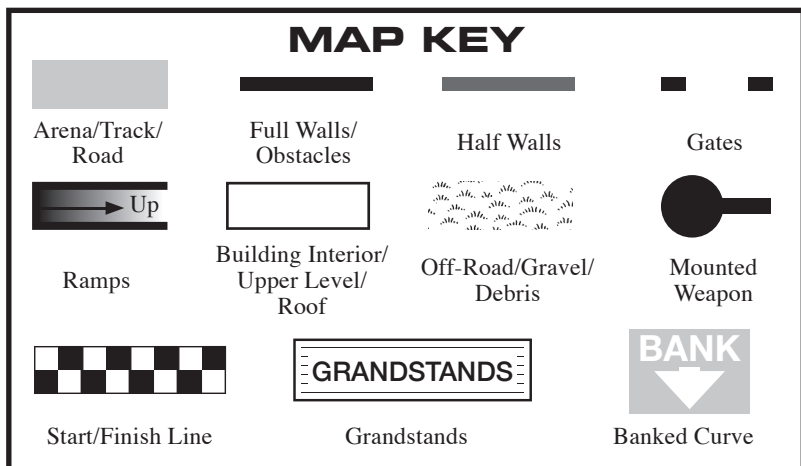 MAP KEY
Arena/Track/
Road
Full Walls/
Obstacles
Half Walls
Gates
Up
Ramps
Building Interior/
Upper Level/
Roof
Off-Road/Gravel/
Debris
Mounted
Weapon
GRANDSTANDS
BANK
Start/Finish Line
Grandstands
Banked Curve